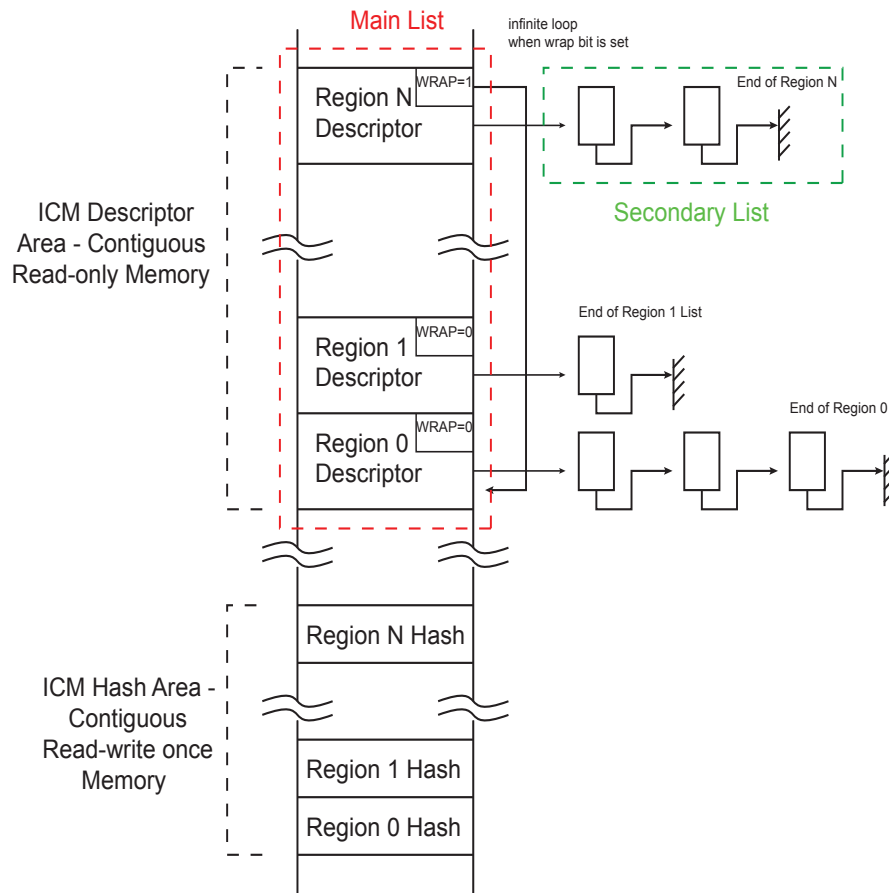 Main List
infinite loop
when wrap bit is set
WRAP=1
Region N
Descriptor
End of Region N
Secondary List
ICM Descriptor
Area - Contiguous
Read-only Memory
WRAP=0
Region 1
Descriptor
End of Region 1 List
WRAP=0
Region 0
Descriptor
End of Region 0
Region N Hash
ICM Hash Area -
Contiguous
Read-write once
Memory
Region 1 Hash
Region 0 Hash